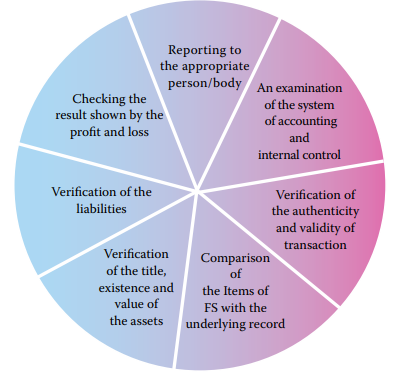 Reporting to
the appropriate
person/body
An examination
of the system
of accounting
and
internal control
Verification of
the authenticity
and validity of
transaction
Comparison
of
the Items of
FS with the
underlying record
Verification
of the title,
existence and
value of
the assets
Verification of the
liabilities
Checking the
result shown by the
profit and loss